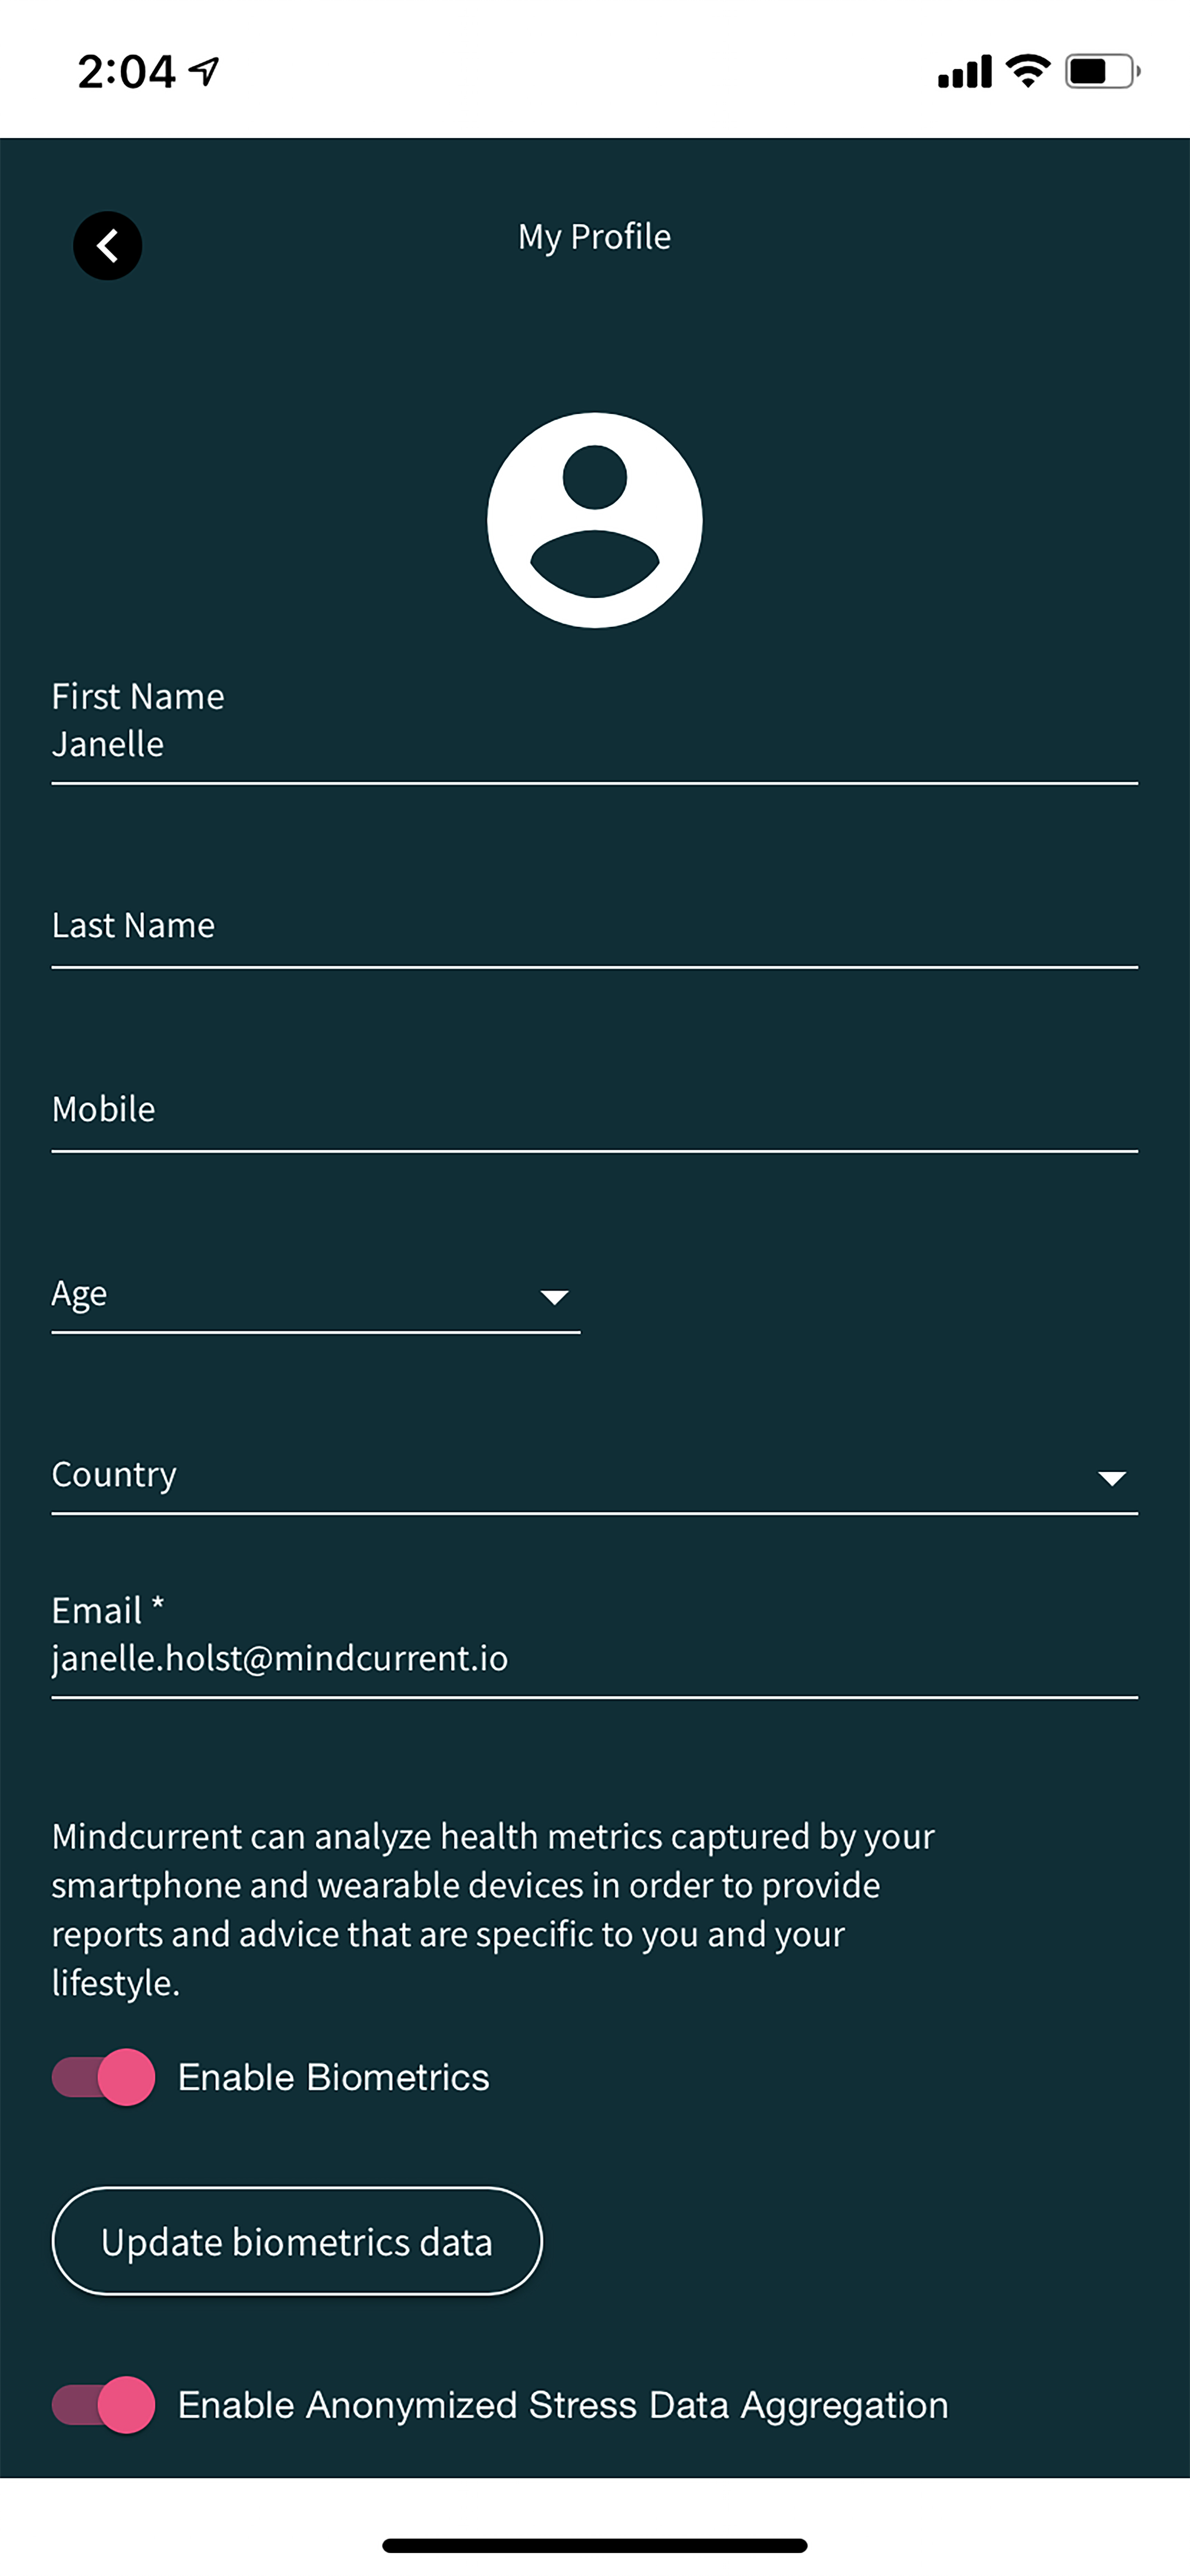 2:04
My Profile
First Name
Janelle
Last Name
Mobile
Age
Country
Email *
janelle.holst@mindcurrent.io
Mindcurrent can analyze health metrics captured by your
smartphone and wearable devices in order to provide
reports and advice that are specific to you and your
lifestyle.
Enable Biometrics
Update biometrics data
Enable Anonymized Stress Data Aggregation